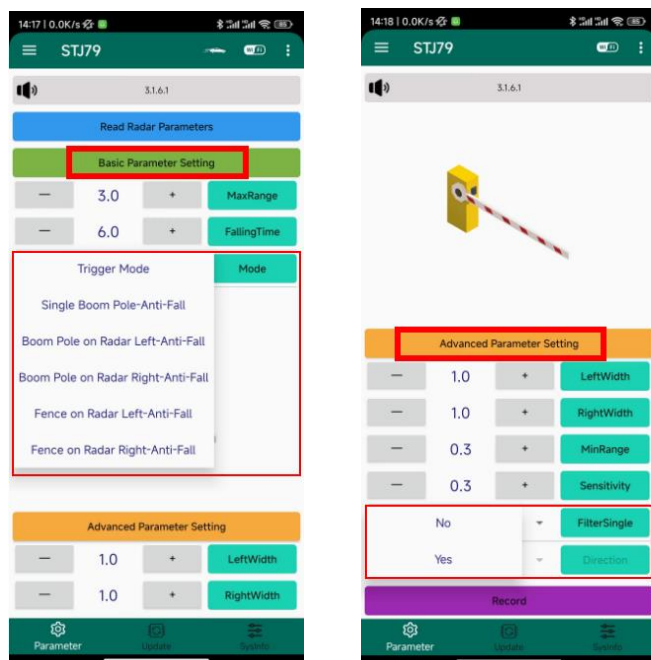 14:17 | 0.0K/s
85
STJ79
3.1.6.1
Read Radar Parameters
Basic Parameter Setting
— 3.0 + MaxRange
— 6.0 + FallingTime
Trigger Mode Mode
Single Boom Pole-Anti-Fall
Boom Pole on Radar Left-Anti-Fall
Boom Pole on Radar Right-Anti-Fall
Fence on Radar Left-Anti-Fall
Fence on Radar Right-Anti-Fall
Advanced Parameter Setting
— 1.0 + LeftWidth
— 1.0 + RightWidth
Parameter Update SysInfo
14:18 | 0.0K/s
STJ79
3.1.6.1
Advanced Parameter Setting
— 1.0 + LeftWidth
— 1.0 + RightWidth
— 0.3 + MinRange
— 0.3 + Sensitivity
No FilterSingle
Yes Direction
Record
Parameter Update SysInfo